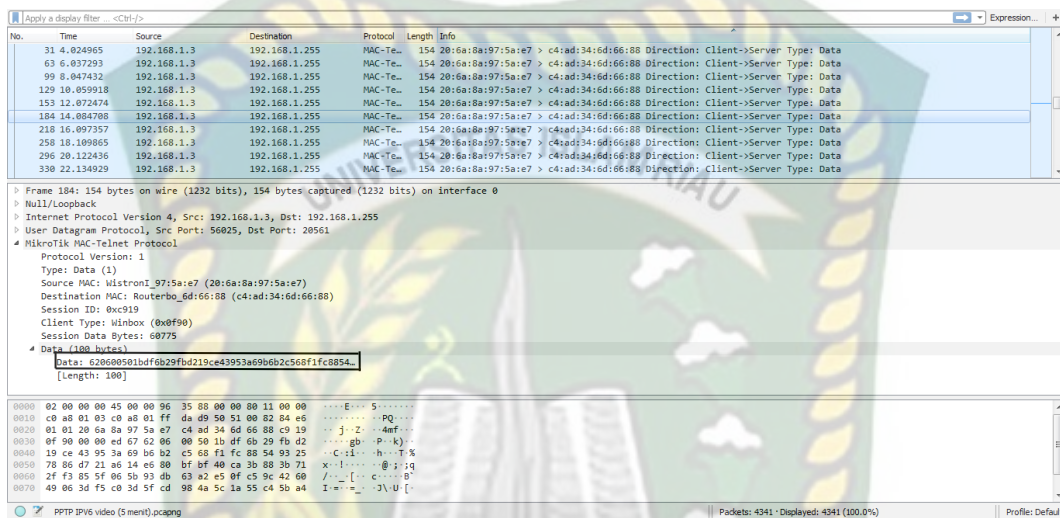 Apply a display filter ... <Ctrl-/> Expression... +
No. Time Source Destination Protocol Length Info
31 4.024965 192.168.1.3 192.168.1.255 MAC-Te… 154 20:6a:8a:97:5a:e7 > c4:ad:34:6d:66:88 Direction: Client->Server Type: Data
63 6.037293 192.168.1.3 192.168.1.255 MAC-Te… 154 20:6a:8a:97:5a:e7 > c4:ad:34:6d:66:88 Direction: Client->Server Type: Data
99 8.047432 192.168.1.3 192.168.1.255 MAC-Te… 154 20:6a:8a:97:5a:e7 > c4:ad:34:6d:66:88 Direction: Client->Server Type: Data
129 10.059918 192.168.1.3 192.168.1.255 MAC-Te… 154 20:6a:8a:97:5a:e7 > c4:ad:34:6d:66:88 Direction: Client->Server Type: Data
153 12.072474 192.168.1.3 192.168.1.255 MAC-Te… 154 20:6a:8a:97:5a:e7 > c4:ad:34:6d:66:88 Direction: Client->Server Type: Data
184 14.084708 192.168.1.3 192.168.1.255 MAC-Te… 154 20:6a:8a:97:5a:e7 > c4:ad:34:6d:66:88 Direction: Client->Server Type: Data
218 16.097357 192.168.1.3 192.168.1.255 MAC-Te… 154 20:6a:8a:97:5a:e7 > c4:ad:34:6d:66:88 Direction: Client->Server Type: Data
258 18.109865 192.168.1.3 192.168.1.255 MAC-Te… 154 20:6a:8a:97:5a:e7 > c4:ad:34:6d:66:88 Direction: Client->Server Type: Data
296 20.122436 192.168.1.3 192.168.1.255 MAC-Te… 154 20:6a:8a:97:5a:e7 > c4:ad:34:6d:66:88 Direction: Client->Server Type: Data
330 22.134929 192.168.1.3 192.168.1.255 MAC-Te… 154 20:6a:8a:97:5a:e7 > c4:ad:34:6d:66:88 Direction: Client->Server Type: Data
UNIVERSITAS ISLAM RIAU
Frame 184: 154 bytes on wire (1232 bits), 154 bytes captured (1232 bits) on interface 0
Null/Loopback
Internet Protocol Version 4, Src: 192.168.1.3, Dst: 192.168.1.255
User Datagram Protocol, Src Port: 56025, Dst Port: 20561
MikroTik MAC-Telnet Protocol
Protocol Version: 1
Type: Data (1)
Source MAC: WistronI_97:5a:e7 (20:6a:8a:97:5a:e7)
Destination MAC: Routerbo_6d:66:88 (c4:ad:34:6d:66:88)
Session ID: 0xc919
Client Type: Winbox (0x0f90)
Session Data Bytes: 60775
Data (100 bytes)
Data: 620600501bdf6b29fbd219ce43953a69b6b2c568f1fc8854…
[Length: 100]
0000 02 00 00 00 45 00 00 96 35 88 00 00 80 11 00 00 ····E··· 5·······
0010 c0 a8 01 03 c0 a8 01 ff da d9 50 51 00 82 84 e6 ········ ··PQ····
0020 01 01 20 6a 8a 97 5a e7 c4 ad 34 6d 66 88 c9 19 ·· j··Z· ··4mf···
0030 0f 90 00 00 ed 67 62 06 00 50 1b df 6b 29 fb d2 ·····gb· ·P··k)··
0040 19 ce 43 95 3a 69 b6 b2 c5 68 f1 fc 88 54 93 25 ··C·:i·· ·h···T·%
0050 78 86 d7 21 a6 14 e6 80 bf bf 40 ca 3b 88 3b 71 x··!···· ··@·;·;q
0060 2f f3 85 5f 06 5b 93 db 63 a2 e5 0f c5 9c 42 60 /··_·[·· c·····B`
0070 49 06 3d f5 c0 3d 5f cd 98 4a 5c 1a 55 c4 5b a4 I·=··=_· ·J\·U·[·
PPTP IPV6 video (5 menit).pcapng Packets: 4341 · Displayed: 4341 (100.0%) Profile: Defaul